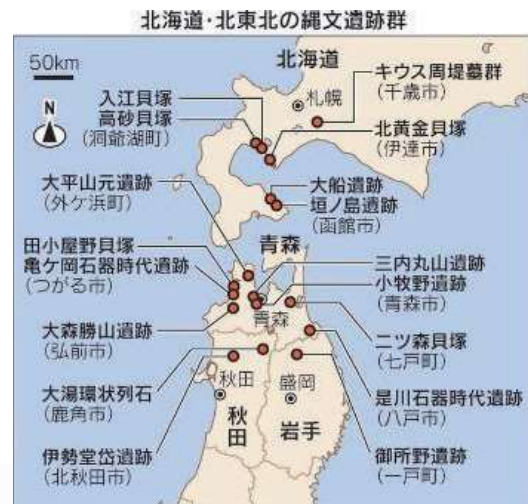 北海道・北東北の縄文遺跡群
50km
N
北海道
札幌
キウス周堤墓群
(千歳市)
入江貝塚
高砂貝塚
(洞爺湖町)
北黄金貝塚
(伊達市)
大平山元遺跡
(外ケ浜町)
大船遺跡
垣ノ島遺跡
(函館市)
青森
田小屋野貝塚
亀ケ岡石器時代遺跡
(つがる市)
三内丸山遺跡
小牧野遺跡
(青森市)
青森
大森勝山遺跡
(弘前市)
二ツ森貝塚
(七戸町)
大湯環状列石
(鹿角市)
秋田
盛岡
是川石器時代遺跡
(八戸市)
秋田
岩手
伊勢堂岱遺跡
(北秋田市)
御所野遺跡
(一戸町)